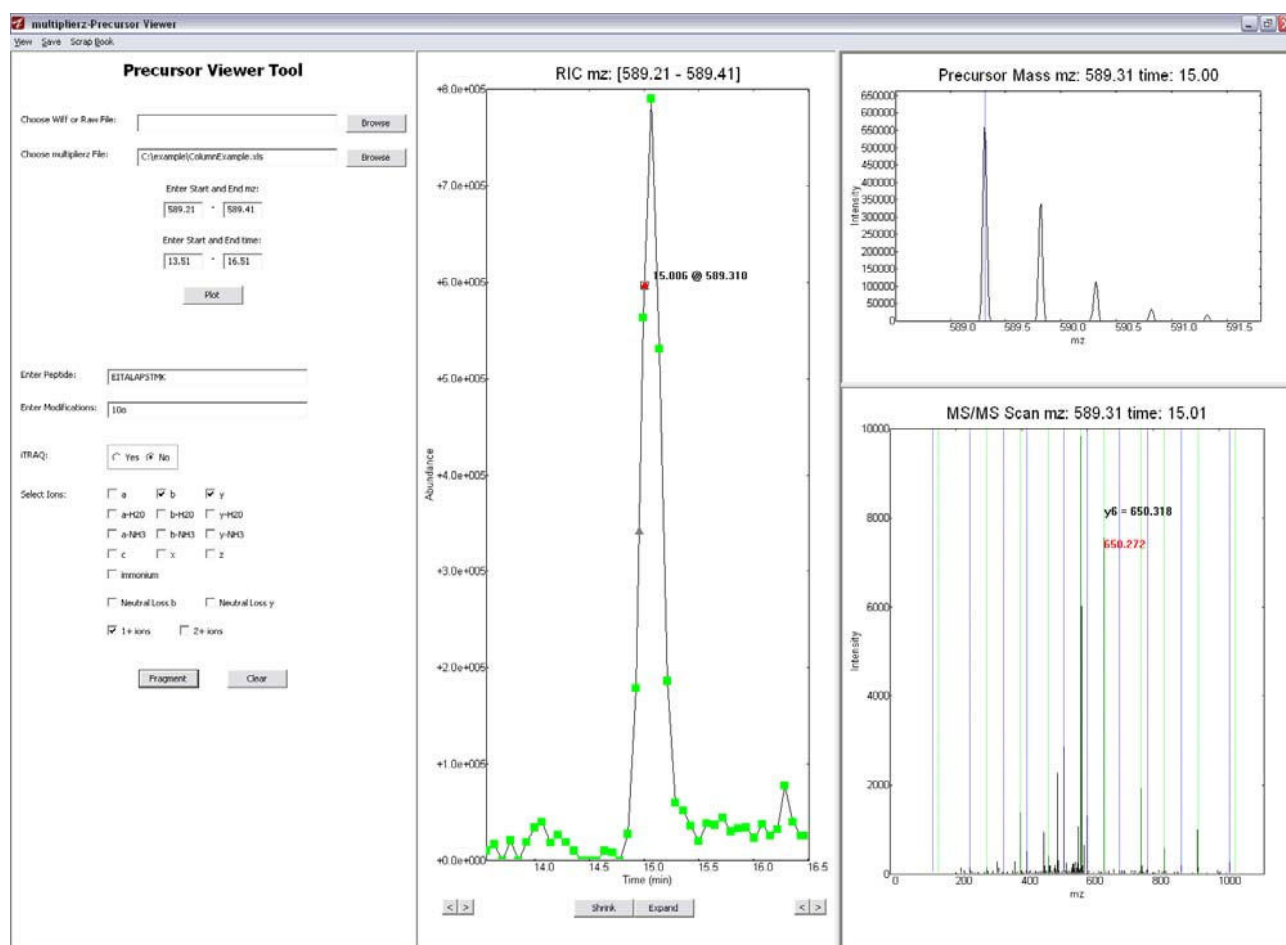 multiplierz-Precursor Viewer
View Save Scrap Book
Precursor Viewer Tool
Choose Wiff or Raw File:
Browse
Choose multiplierz File:
C:\example\ColumnExample.xls
Browse
Enter Start and End mz:
589.21 - 589.41
Enter Start and End time:
13.51 - 16.51
Plot
Enter Peptide:
EITALAPSTMK
Enter Modifications:
10o
iTRAQ:
Yes No
Select Ions:
a b y
a-H2O b-H2O y-H2O
a-NH3 b-NH3 y-NH3
c x z
immonium
Neutral Loss b Neutral Loss y
1+ ions 2+ ions
Fragment Clear
RIC mz: [589.21 - 589.41]
+8.0e+005
+7.0e+005
+6.0e+005
+5.0e+005
+4.0e+005
+3.0e+005
+2.0e+005
+1.0e+005
+0.0e+000
Abundance
15.006 @ 589.310
14.0 14.5 15.0 15.5 16.0 16.5
Time (min)
< > Shrink Expand < >
Precursor Mass mz: 589.31 time: 15.00
650000
600000
550000
500000
450000
400000
350000
300000
250000
200000
150000
100000
50000
0
Intensity
589.0 589.5 590.0 590.5 591.0 591.5
mz
MS/MS Scan mz: 589.31 time: 15.01
10000
8000
6000
4000
2000
0
Intensity
y6 = 650.318
650.272
0 200 400 600 800 1000
mz